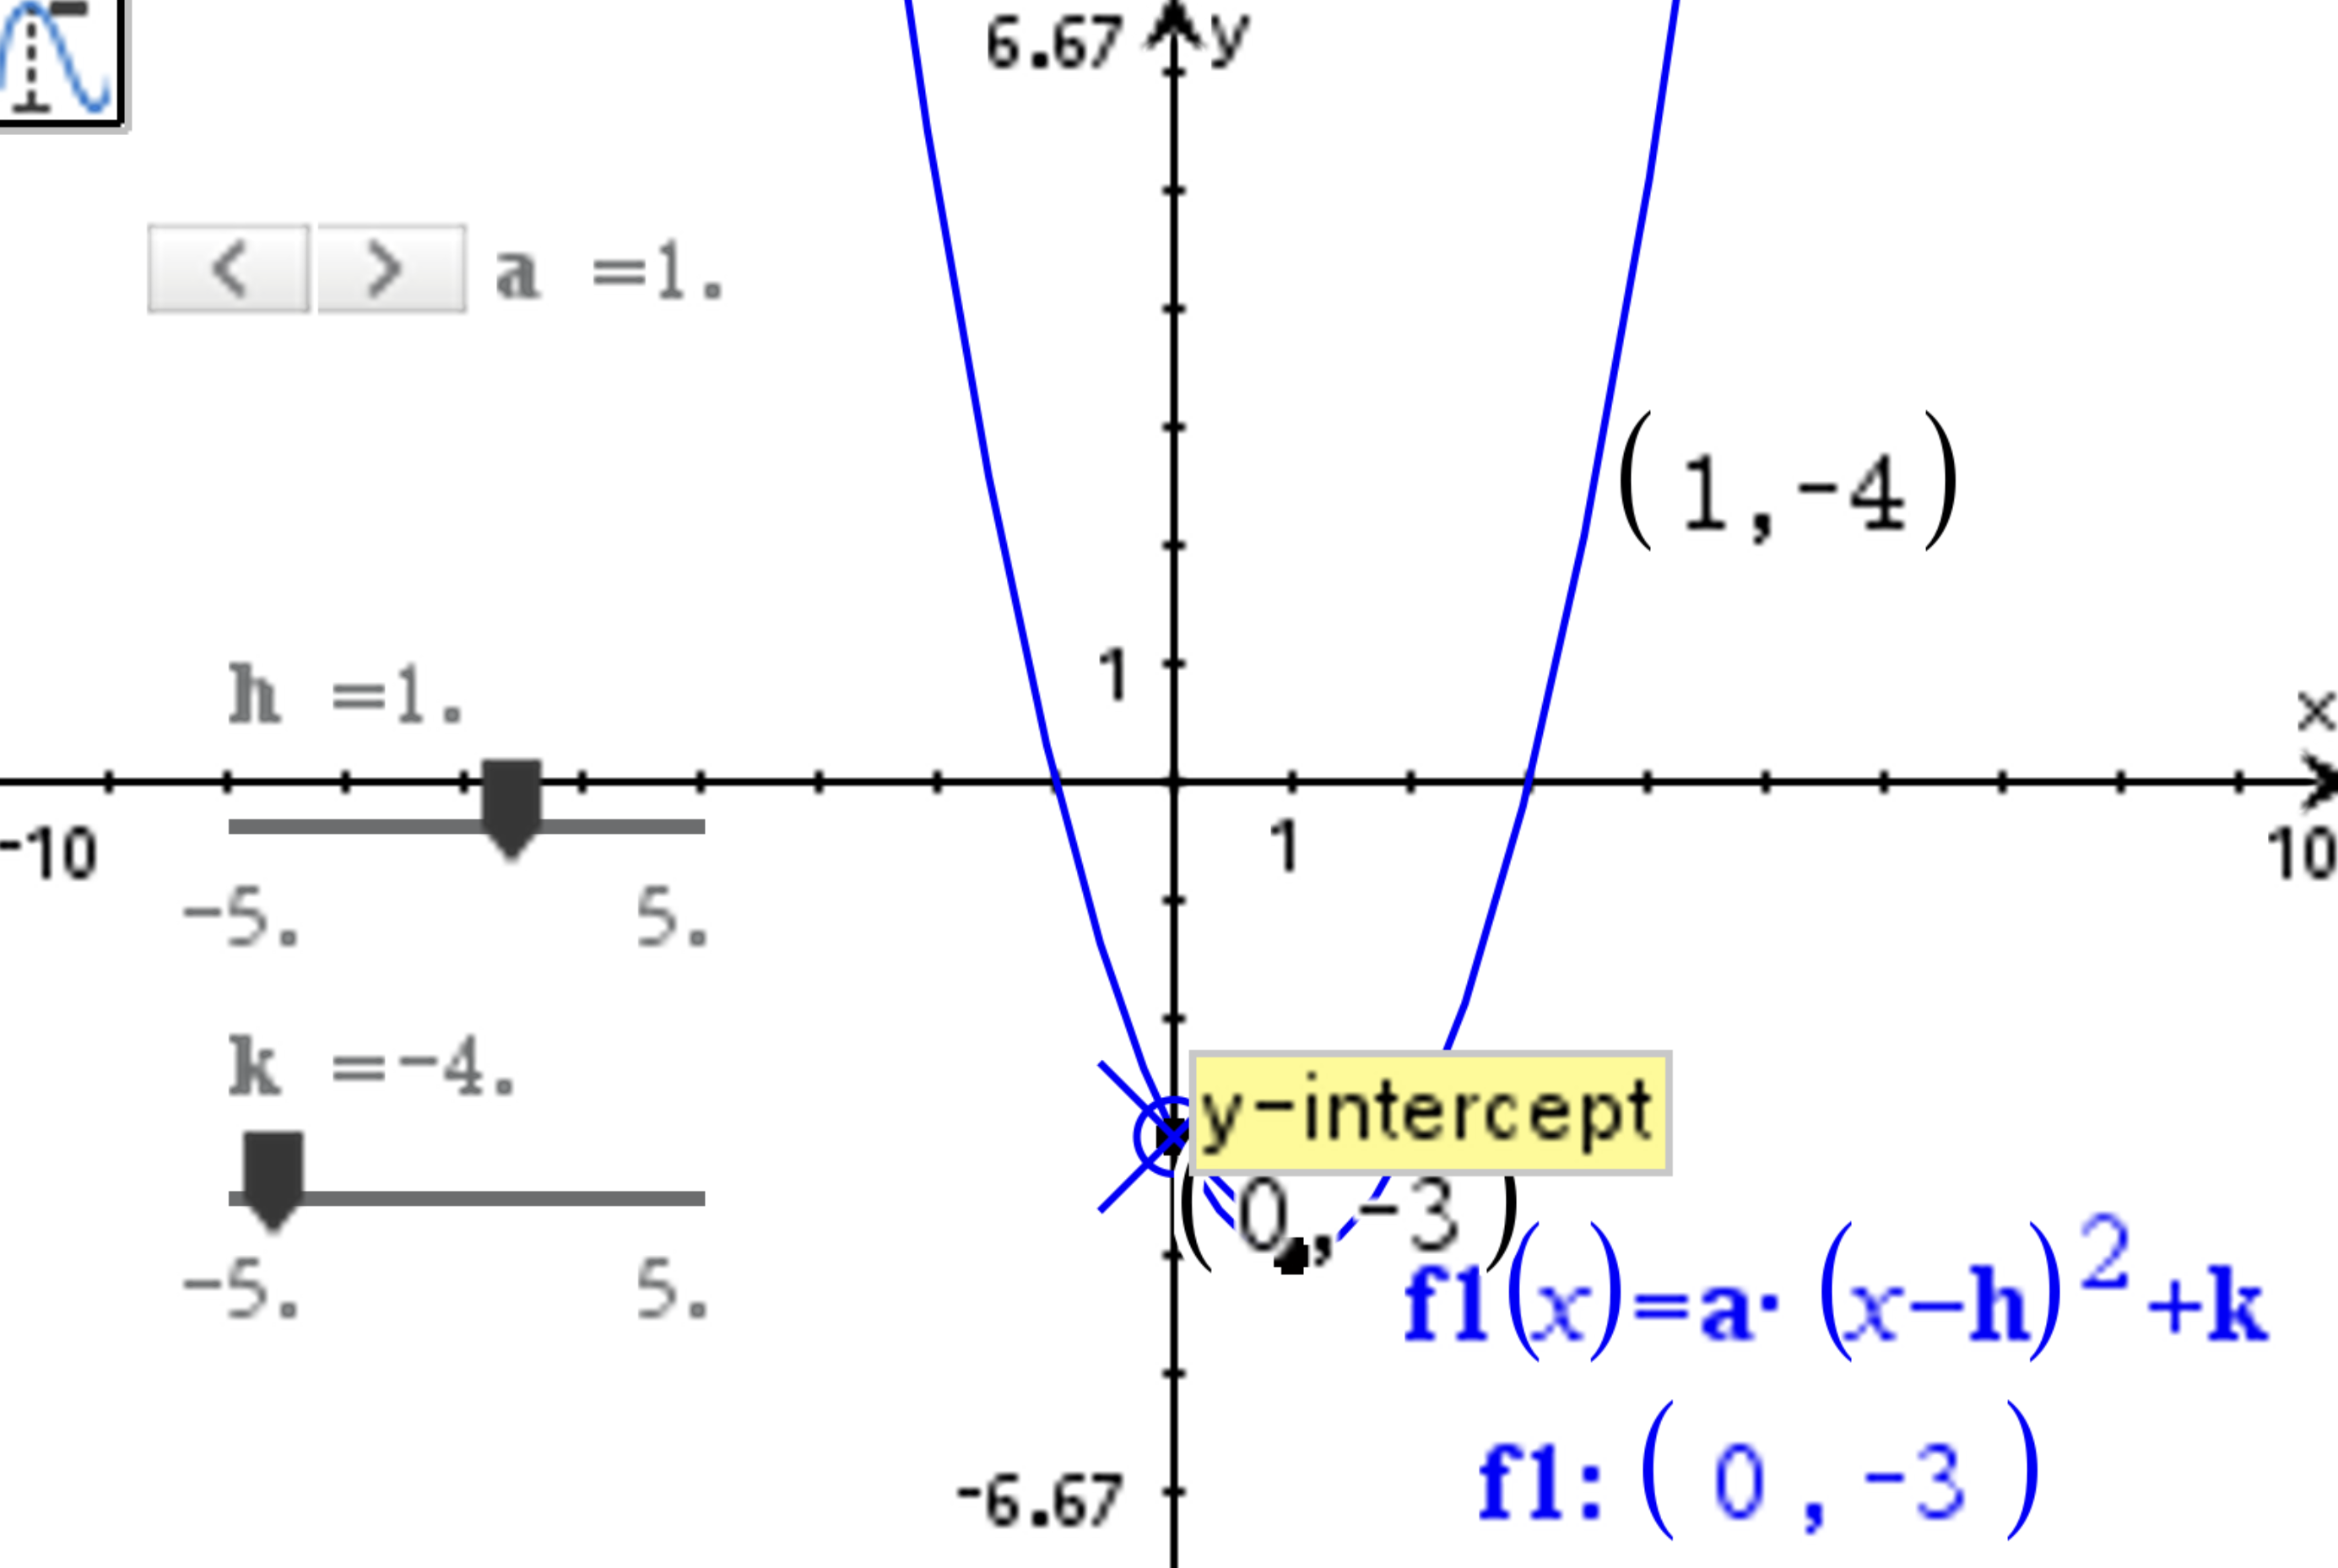 6.67 y
a =1.
(1,-4)
h =1.
1
x
-10
1
10
-5. 5.
k =-4.
y-intercept
(0,-3)
-5. 5.
f1(x)=a·(x-h)²+k
-6.67
f1:(0,-3)